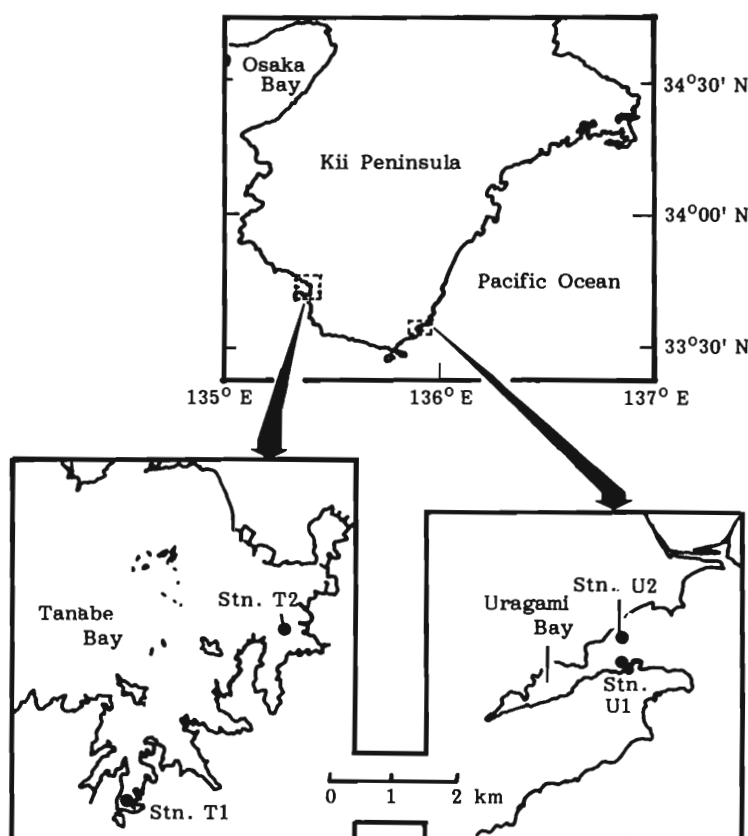 Osaka
Bay
34°30' N
Kii Peninsula
34°00' N
Pacific Ocean
33°30' N
135° E
136° E
137° E
Stn. T2
Tanabe
Bay
Stn. T1
Stn. U2
Uragami
Bay
Stn.
U1
0 1 2 km